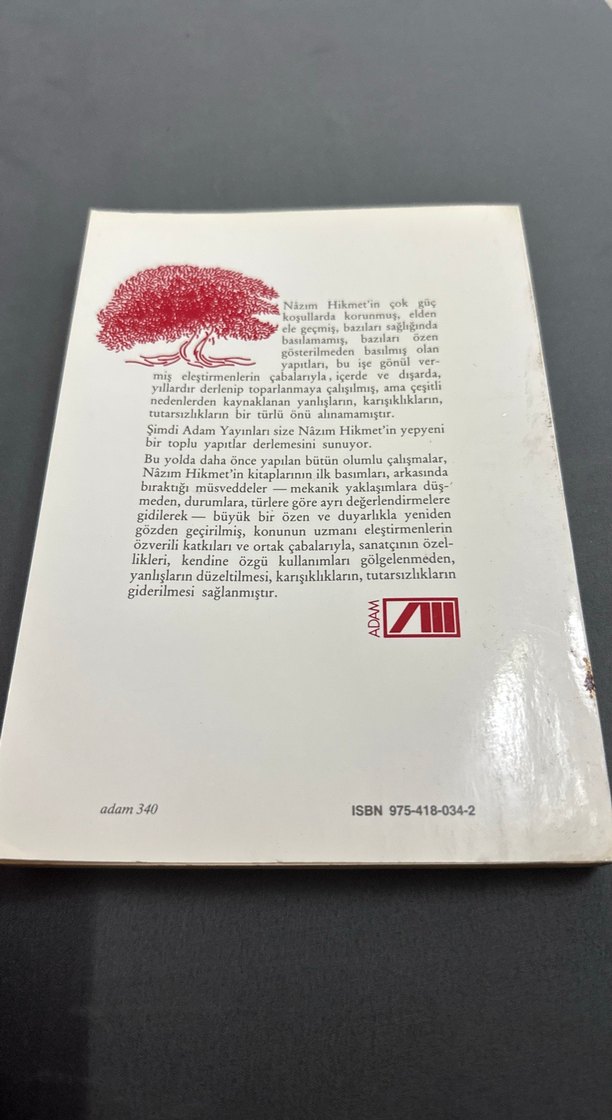 Nâzım Hikmet'in çok güç
koşullarda korunmuş, elden
ele geçmiş, bazıları sağlığında
basılamamış, bazıları özen
gösterilmeden basılmış olan
yapıtları, bu işe gönül ver-
miş eleştirmenlerin çabalarıyla, içerde ve dışarda,
yıllardır derlenip toparlanmaya çalışılmış, ama çeşitli
nedenlerden kaynaklanan yanlışların, karışıklıkların,
tutarsızlıkların bir türlü önü alınamamıştır.
Şimdi Adam Yayınları size Nâzım Hikmet'in yepyeni
bir toplu yapıtlar derlemesini sunuyor.
Bu yolda daha önce yapılan bütün olumlu çalışmalar,
Nâzım Hikmet'in kitaplarının ilk basımları, arkasında
bıraktığı müsveddeler — mekanik yaklaşımlara düş-
meden, durumlara, türlere göre ayrı değerlendirmelere
gidilerek — büyük bir özen ve duyarlıkla yeniden
gözden geçirilmiş, konunun uzmanı eleştirmenlerin
özverili katkıları ve ortak çabalarıyla, sanatçının özel-
likleri, kendine özgü kullanımları gölgelenmeden,
yanlışların düzeltilmesi, karışıklıkların, tutarsızlıkların
giderilmesi sağlanmıştır.
ADAM
adam 340
ISBN 975-418-034-2